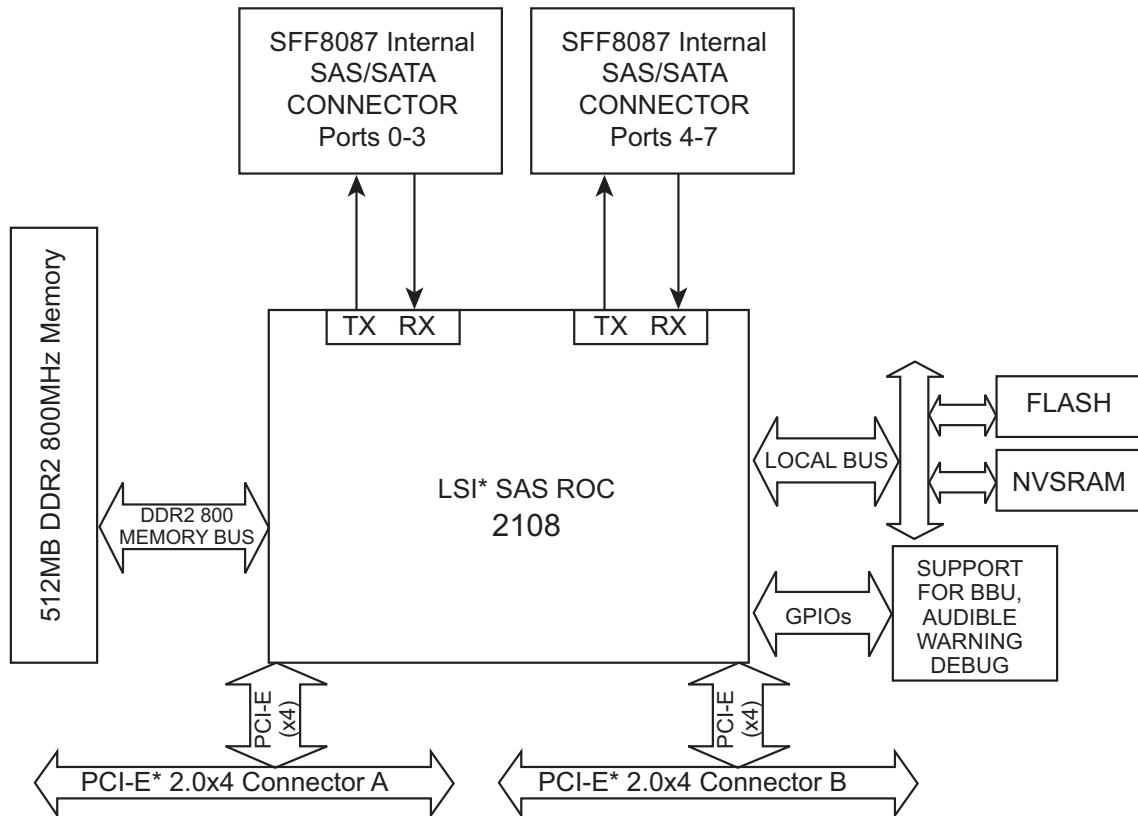 SFF8087 Internal
SAS/SATA
CONNECTOR
Ports 0-3
SFF8087 Internal
SAS/SATA
CONNECTOR
Ports 4-7
TX RX
TX RX
512MB DDR2 800MHz Memory
DDR2 800
MEMORY BUS
LSI* SAS ROC
2108
LOCAL BUS
FLASH
NVSRAM
GPIOs
SUPPORT
FOR BBU,
AUDIBLE
WARNING
DEBUG
PCI-E
(x4)
PCI-E
(x4)
PCI-E* 2.0x4 Connector A
PCI-E* 2.0x4 Connector B